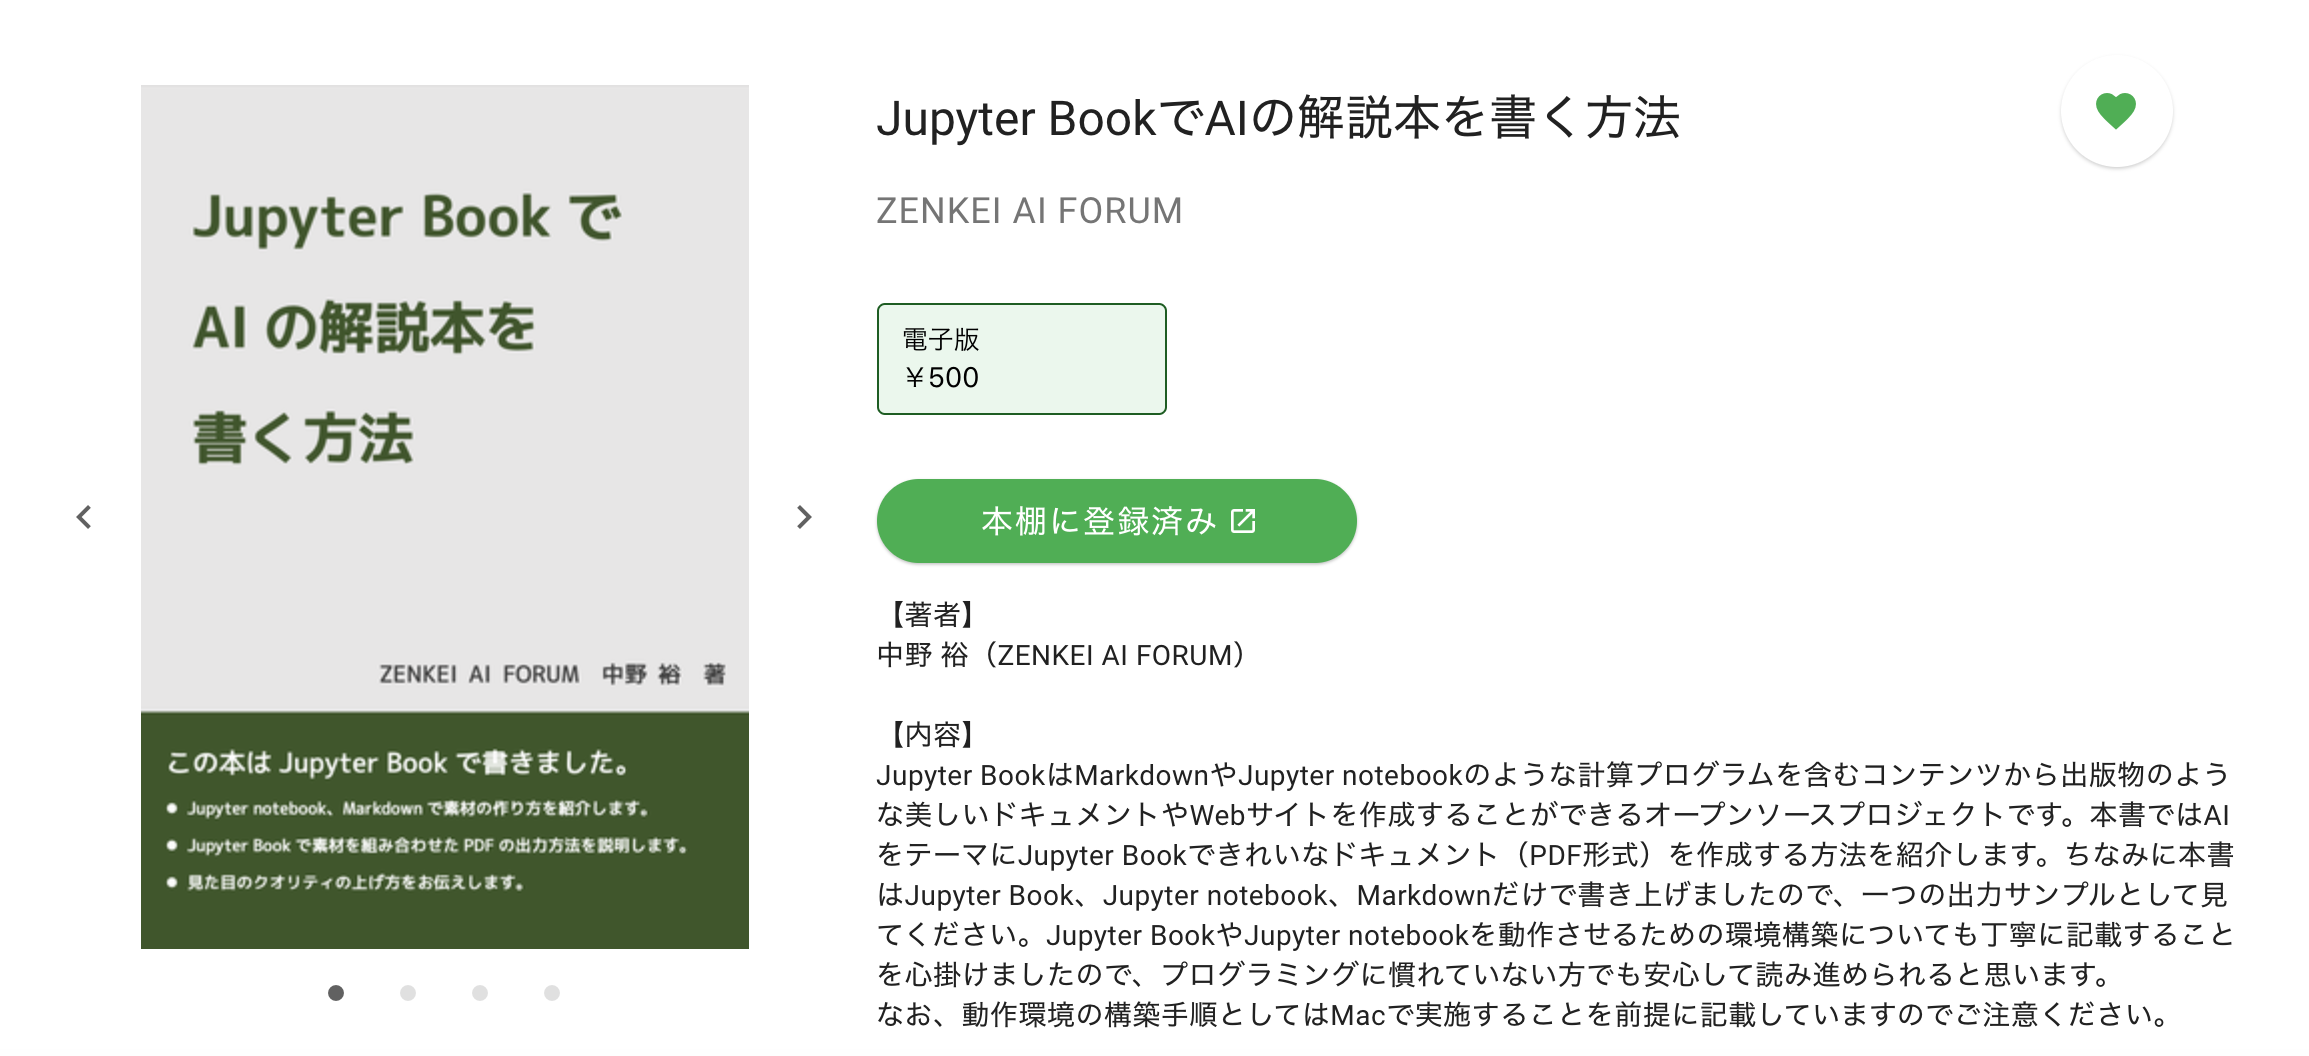 Jupyter Book で
AI の解説本を
書く方法
ZENKEI AI FORUM 中野 裕 著
この本は Jupyter Book で書きました。
● Jupyter notebook、Markdown で素材の作り方を紹介します。
● Jupyter Book で素材を組み合わせた PDF の出力方法を説明します。
● 見た目のクオリティの上げ方をお伝えします。
Jupyter BookでAIの解説本を書く方法
ZENKEI AI FORUM
電子版
￥500
本棚に登録済み
【著者】
中野 裕（ZENKEI AI FORUM）
【内容】
Jupyter BookはMarkdownやJupyter notebookのような計算プログラムを含むコンテンツから出版物のよう
な美しいドキュメントやWebサイトを作成することができるオープンソースプロジェクトです。本書ではAI
をテーマにJupyter Bookできれいなドキュメント（PDF形式）を作成する方法を紹介します。ちなみに本書
はJupyter Book、Jupyter notebook、Markdownだけで書き上げましたので、一つの出力サンプルとして見
てください。Jupyter BookやJupyter notebookを動作させるための環境構築についても丁寧に記載すること
を心掛けましたので、プログラミングに慣れていない方でも安心して読み進められると思います。
なお、動作環境の構築手順としてはMacで実施することを前提に記載していますのでご注意ください。